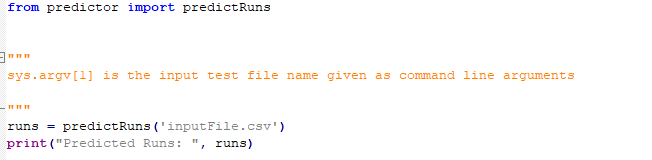 from predictor import predictRuns
"""
sys.argv[1] is the input test file name given as command line arguments
"""
runs = predictRuns('inputFile.csv')
print("Predicted Runs: ", runs)